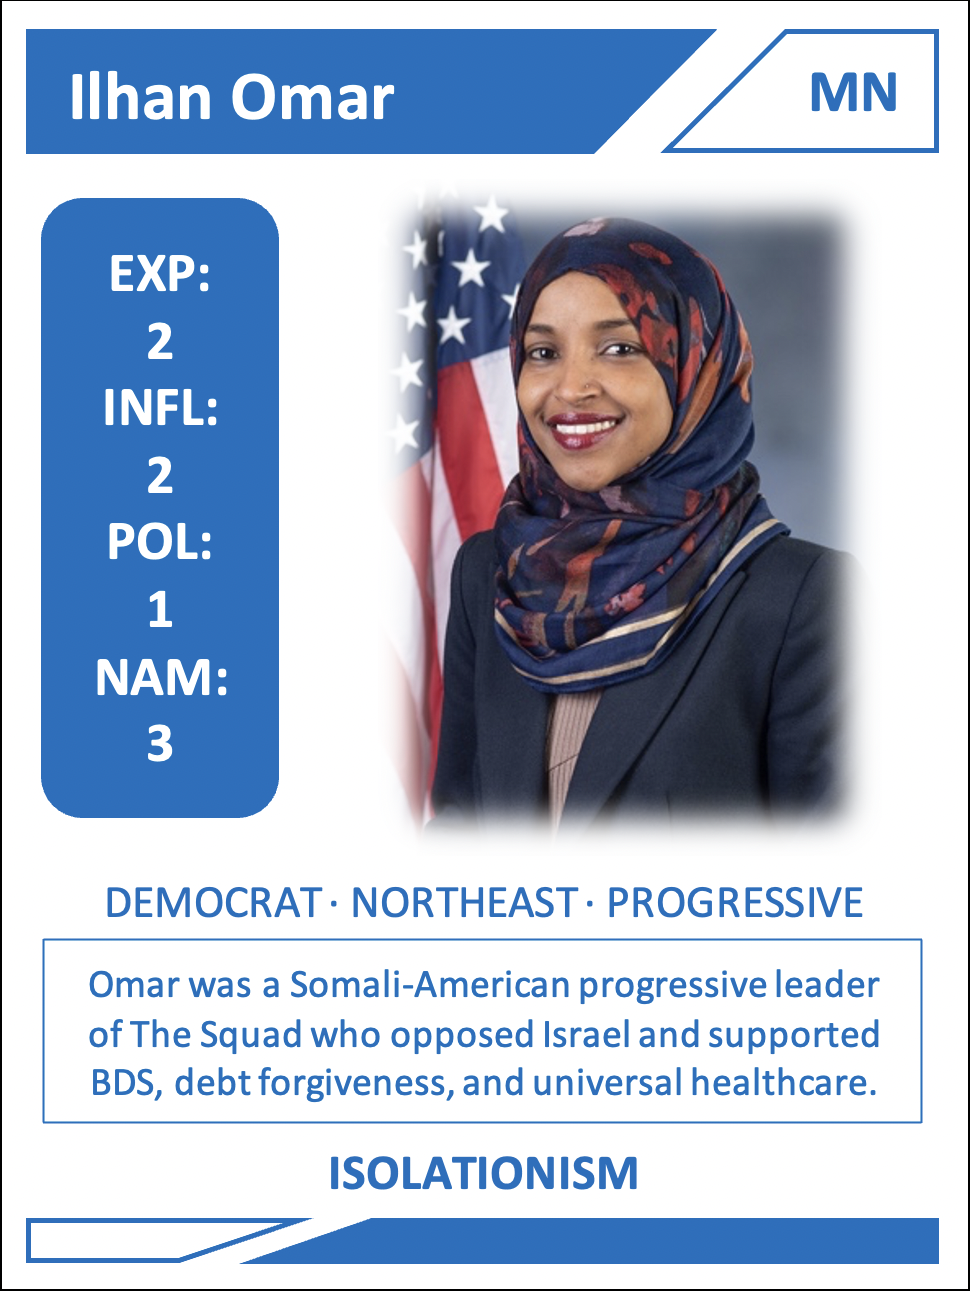 Ilhan Omar
MN
EXP:
2
INFL:
2
POL:
1
NAM:
3
DEMOCRAT · NORTHEAST · PROGRESSIVE
Omar was a Somali-American progressive leader
of The Squad who opposed Israel and supported
BDS, debt forgiveness, and universal healthcare.
ISOLATIONISM